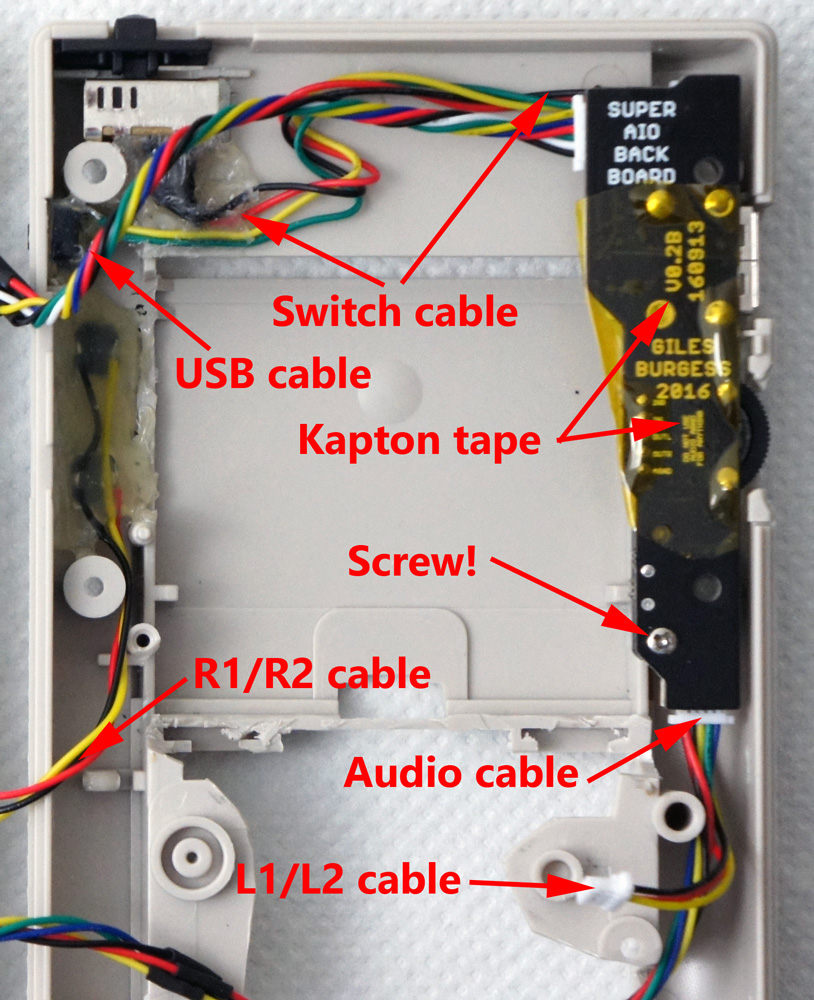 SUPER
AIO
BACK
BOARD
V0.2B
160913
Switch cable
GILES
BURGESS
2016
USB cable
Kapton tape
Screw!
R1/R2 cable
Audio cable
L1/L2 cable